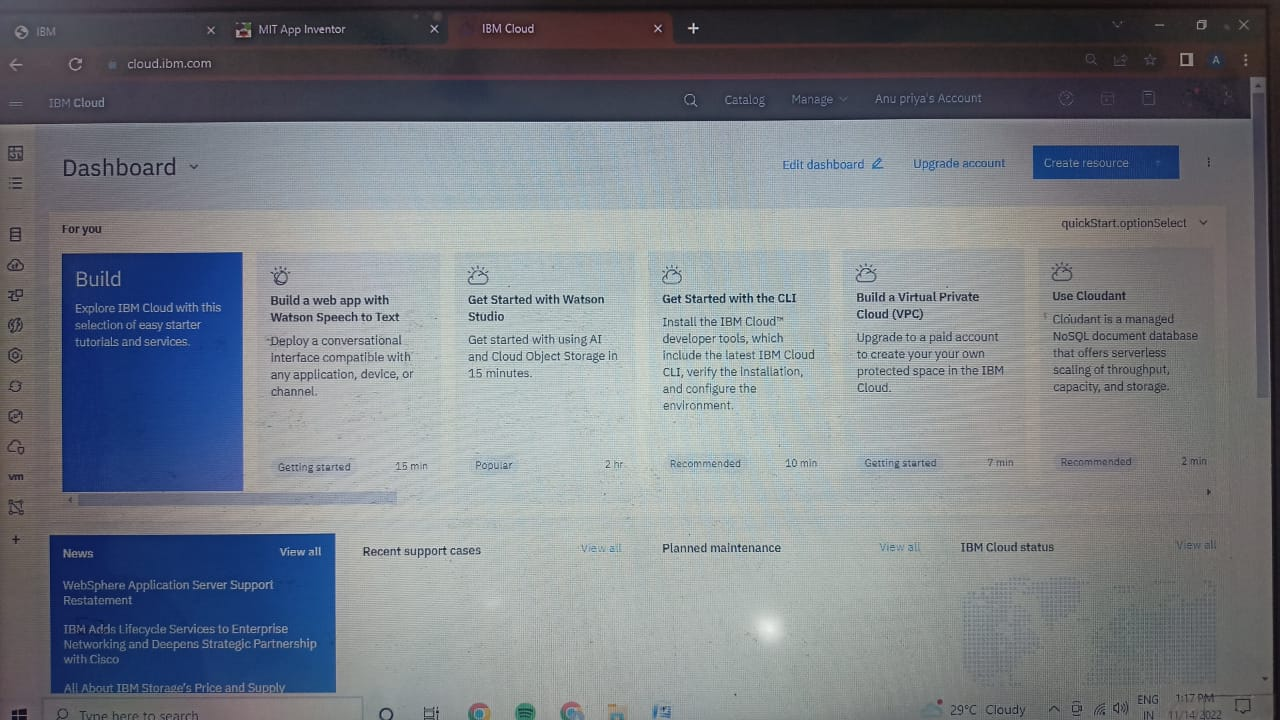 IBM
MIT App Inventor
IBM Cloud
cloud.ibm.com
A
IBM Cloud
Catalog
Manage
Anu priya's Account
Dashboard
Edit dashboard
Upgrade account
Create resource
For you
quickStart.optionSelect
Build
Explore IBM Cloud with this
selection of easy starter
tutorials and services.
Build a web app with
Watson Speech to Text
Deploy a conversational
interface compatible with
any application, device, or
channel.
Getting started
15 min
Get Started with Watson
Studio
Get started with using AI
and Cloud Object Storage in
15 minutes.
Popular
2 hr
Get Started with the CLI
Install the IBM Cloud™
developer tools, which
include the latest IBM Cloud
CLI, verify the installation,
and configure the
environment.
Recommended
10 min
Build a Virtual Private
Cloud (VPC)
Upgrade to a paid account
to create your your own
protected space in the IBM
Cloud.
Getting started
7 min
Use Cloudant
Cloudant is a managed
NoSQL document database
that offers serverless
scaling of throughput,
capacity, and storage.
Recommended
2 min
vm
News
View all
WebSphere Application Server Support
Restatement
IBM Adds Lifecycle Services to Enterprise
Networking and Deepens Strategic Partnership
with Cisco
All About IBM Storage's Price and Supply
Recent support cases
View all
Planned maintenance
View all
IBM Cloud status
View all
Type here to search
29°C Cloudy
ENG
IN
1:17 PM
11/14/2022